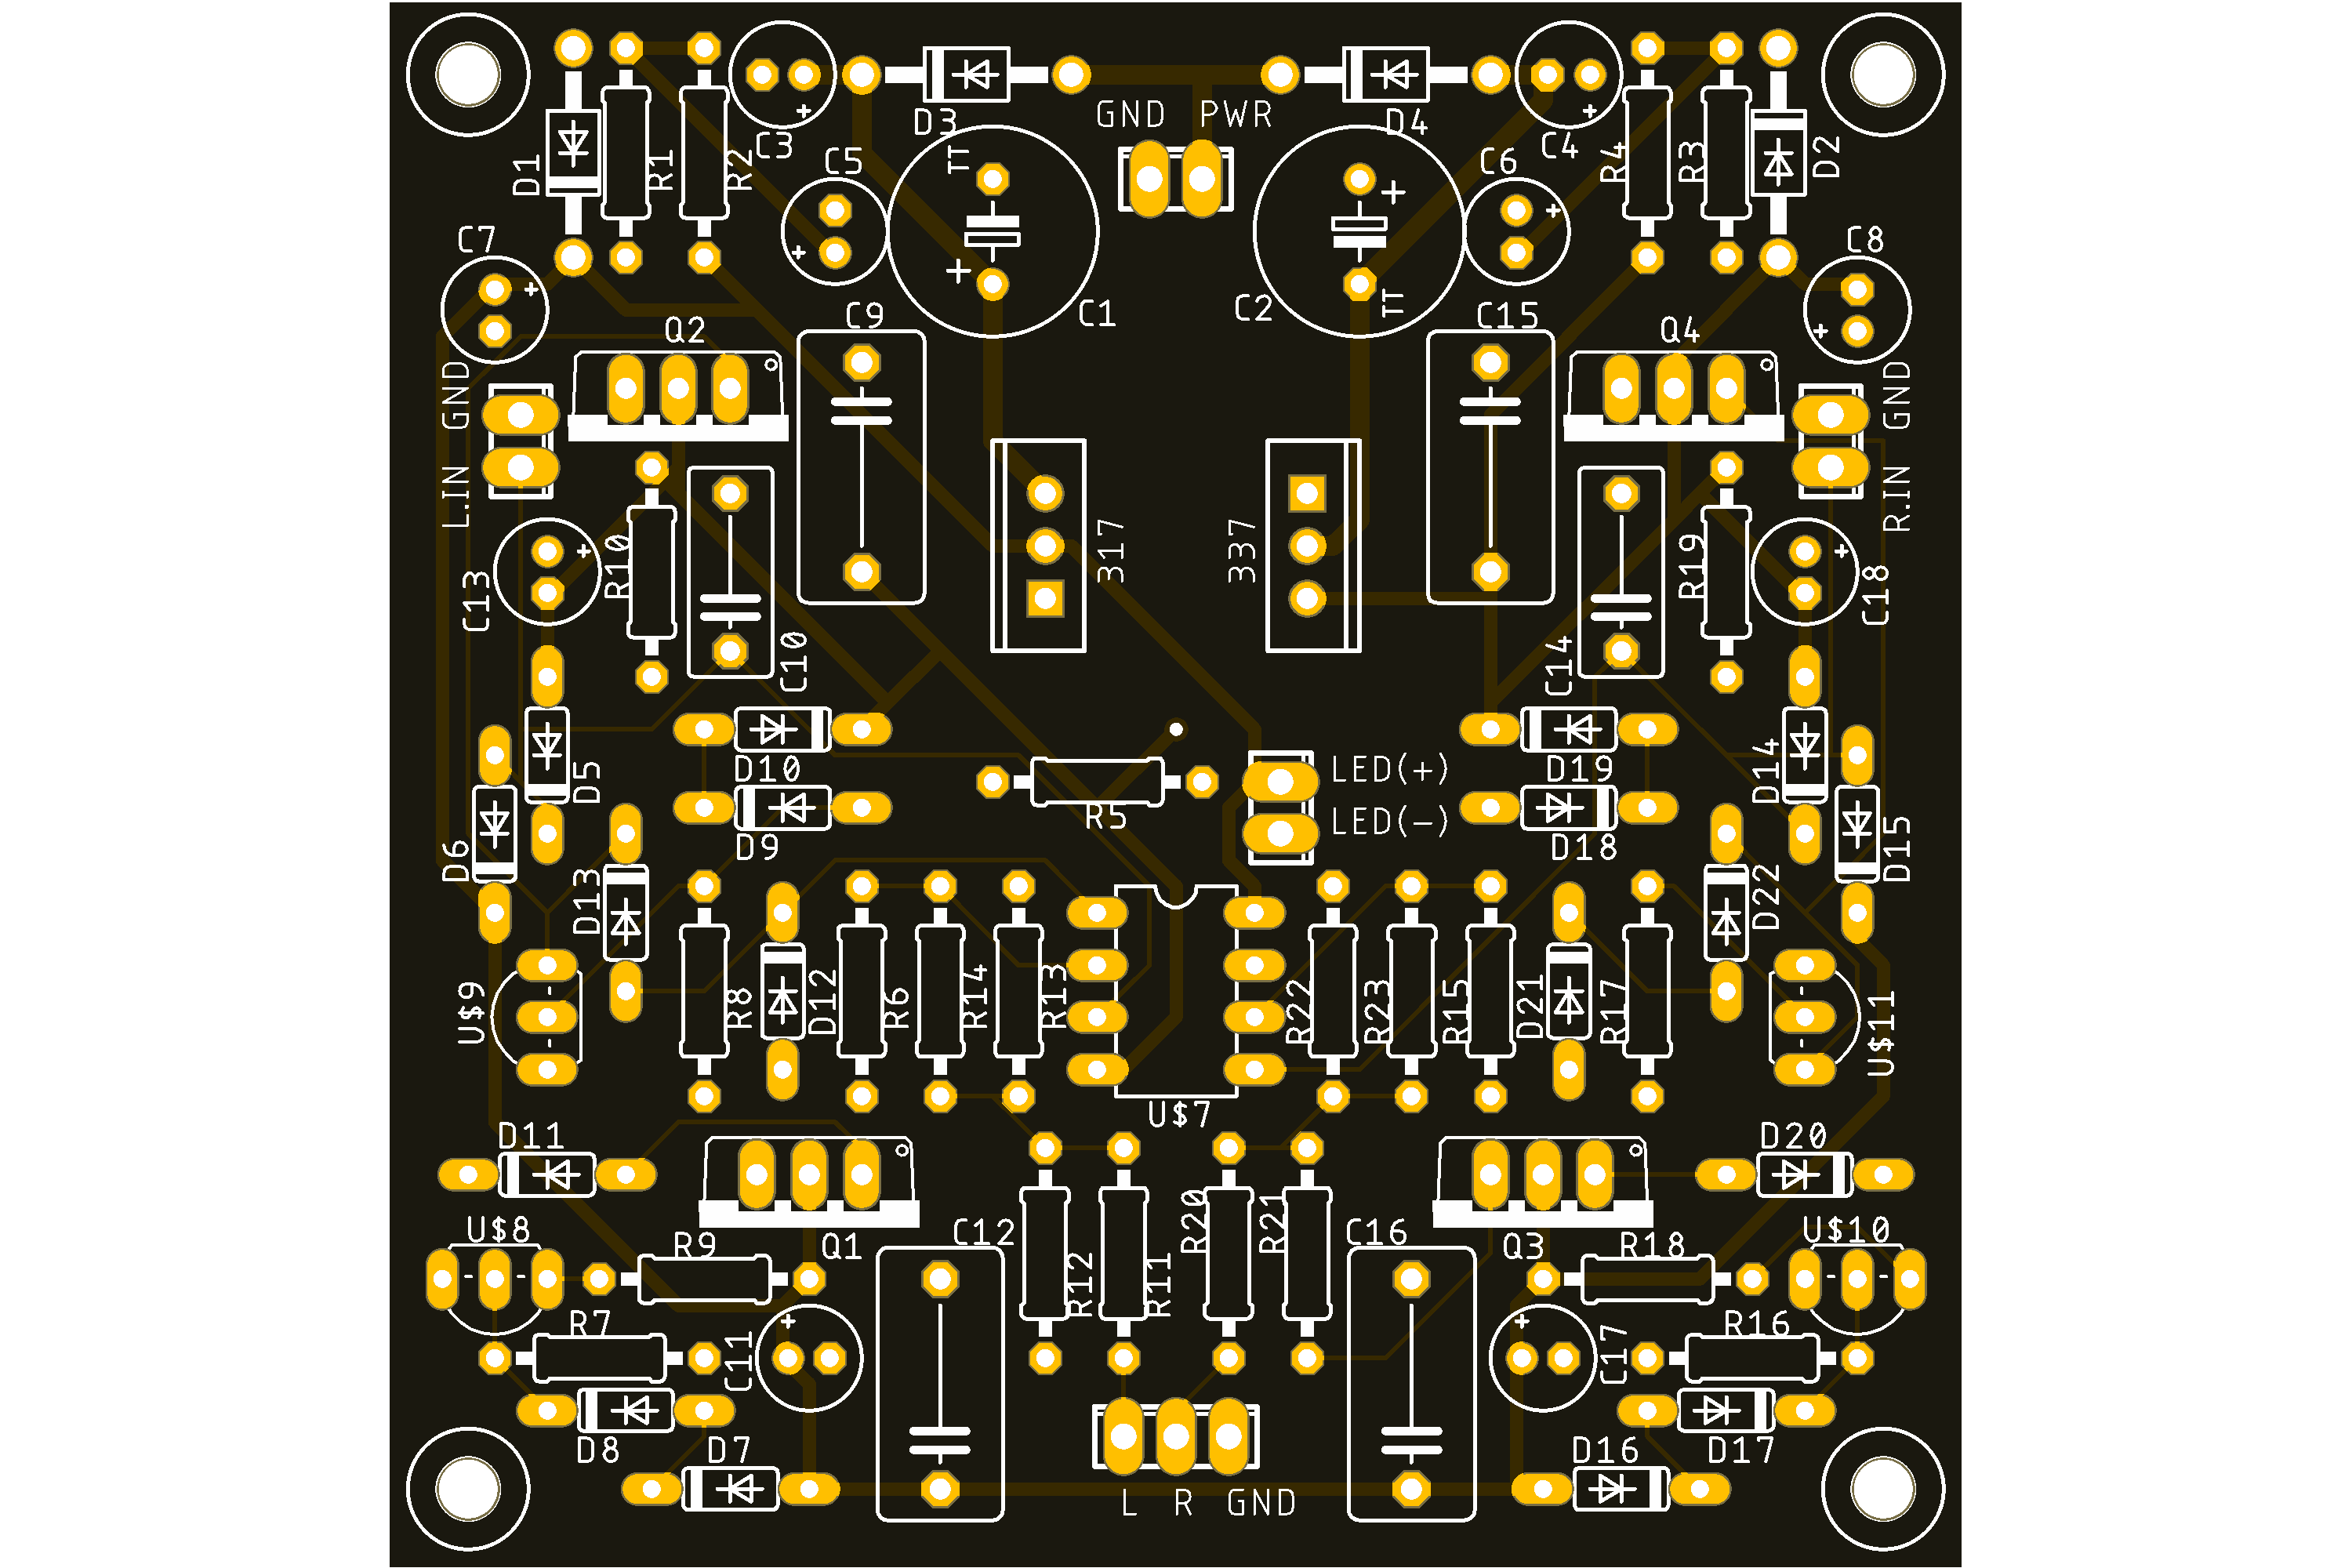 GND PWR
D3
D4
C3
C4
C5
C6
D1
R1
R2
R4
R3
D2
TT
C7
C8
C1
C2
TT
C9
C15
Q2
Q4
L.IN GND
R.IN GND
317
337
C13
R10
C10
C14
R19
C18
D10
D19
LED(+)
LED(-)
D5
D14
R5
D9
D18
D6
D13
D22
D15
U$9
R8
D12
R6
R14
R13
R22
R23
R15
D21
R17
U$11
U$7
D11
D20
U$8
R9
Q1
C12
R12
R11
R20
R21
C16
Q3
R18
U$10
R7
C11
C17
R16
D8
D7
D16
D17
L R GND